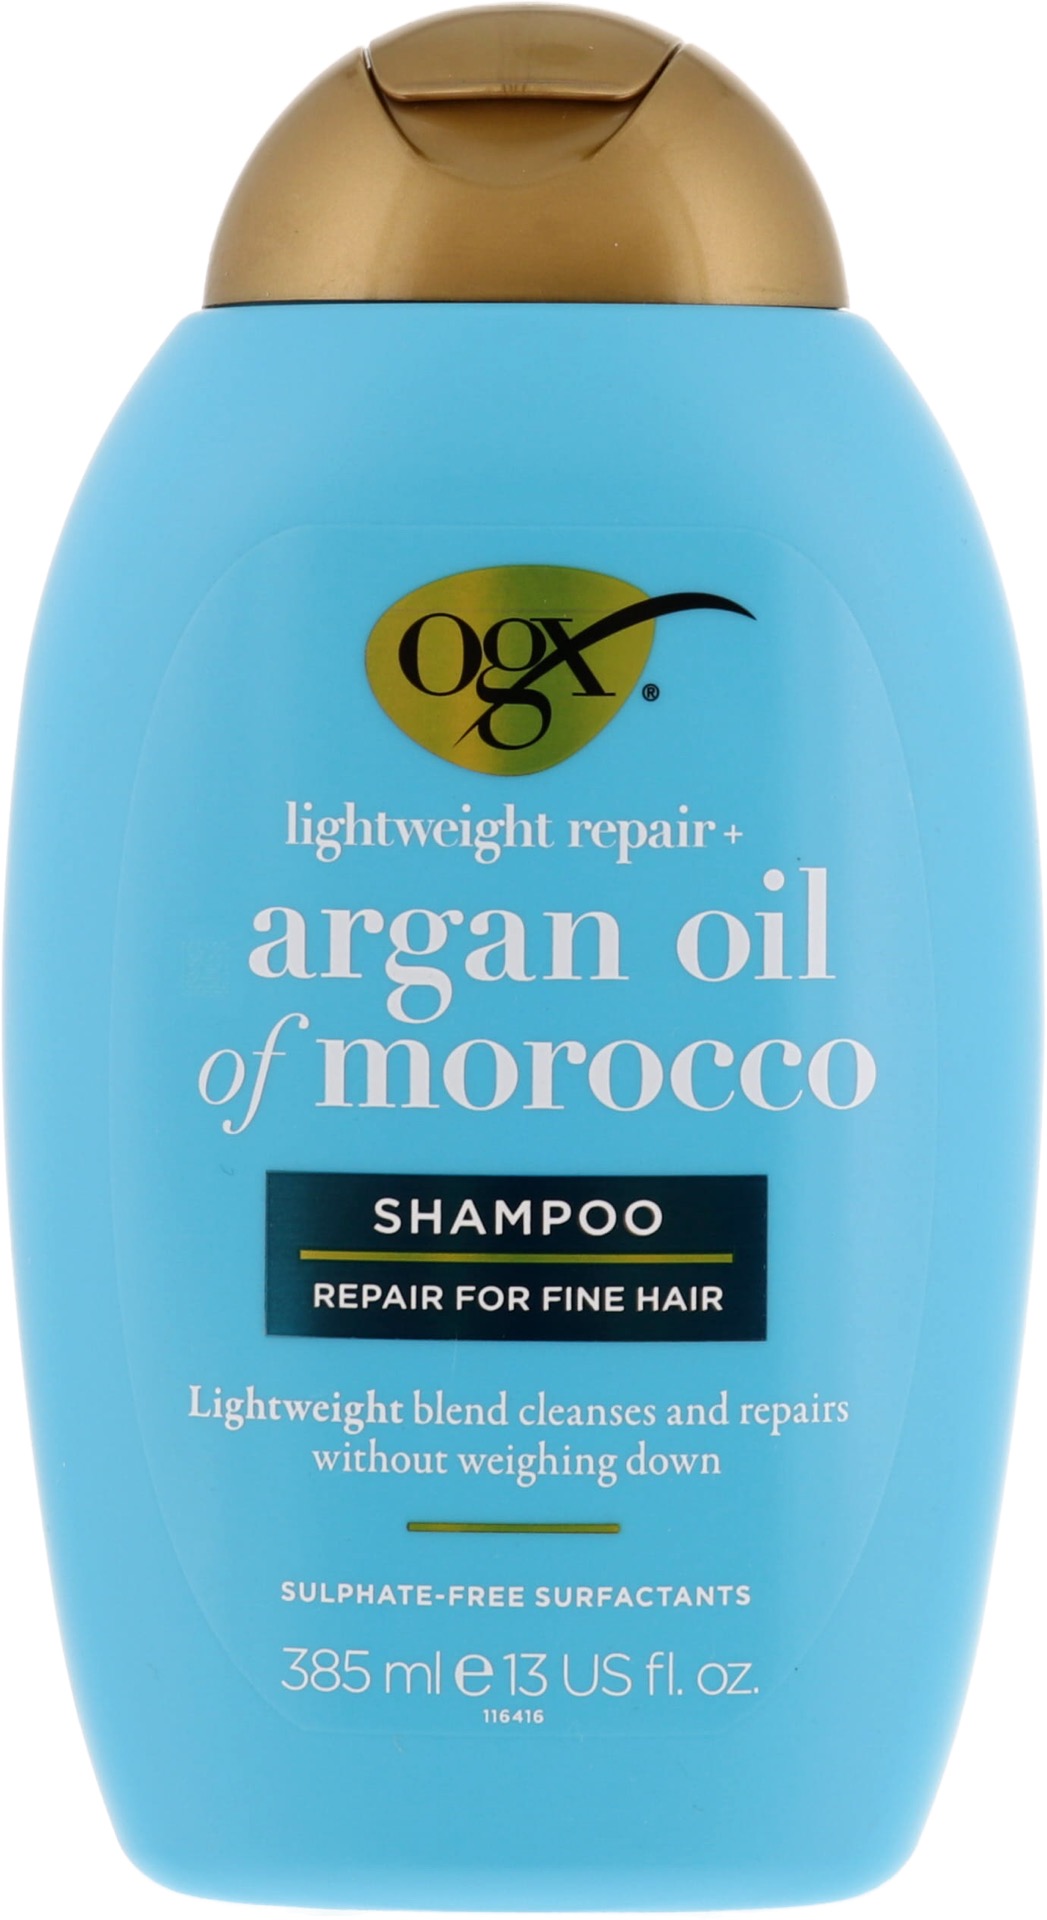 ogx®
lightweight repair +
argan oil
of morocco
SHAMPOO
REPAIR FOR FINE HAIR
Lightweight blend cleanses and repairs
without weighing down
SULPHATE-FREE SURFACTANTS
385 ml e 13 US fl. oz.
116416